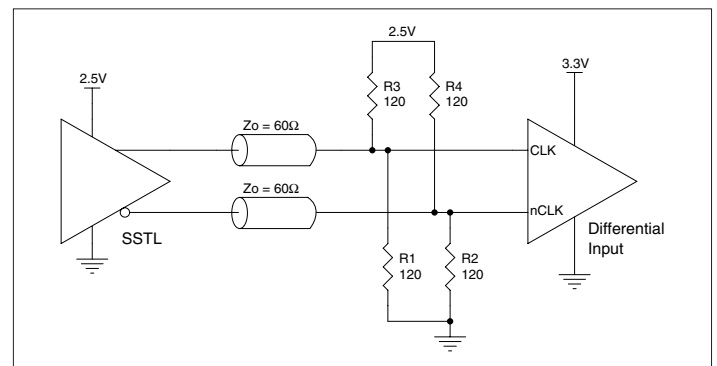 2.5V
2.5V
3.3V
R3
120
R4
120
Zo = 60Ω
CLK
Zo = 60Ω
nCLK
SSTL
Differential
Input
R1
120
R2
120